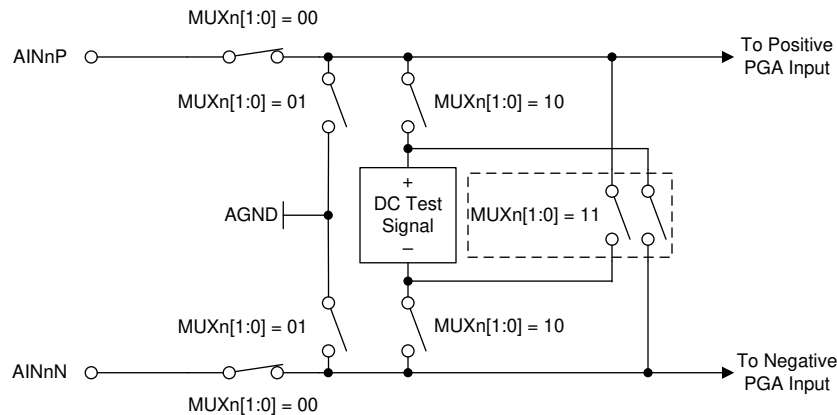 MUXn[1:0] = 00
AINnP
To Positive
PGA Input
MUXn[1:0] = 01
MUXn[1:0] = 10
+
DC Test
Signal
–
AGND
MUXn[1:0] = 11
MUXn[1:0] = 01
MUXn[1:0] = 10
AINnN
To Negative
PGA Input
MUXn[1:0] = 00